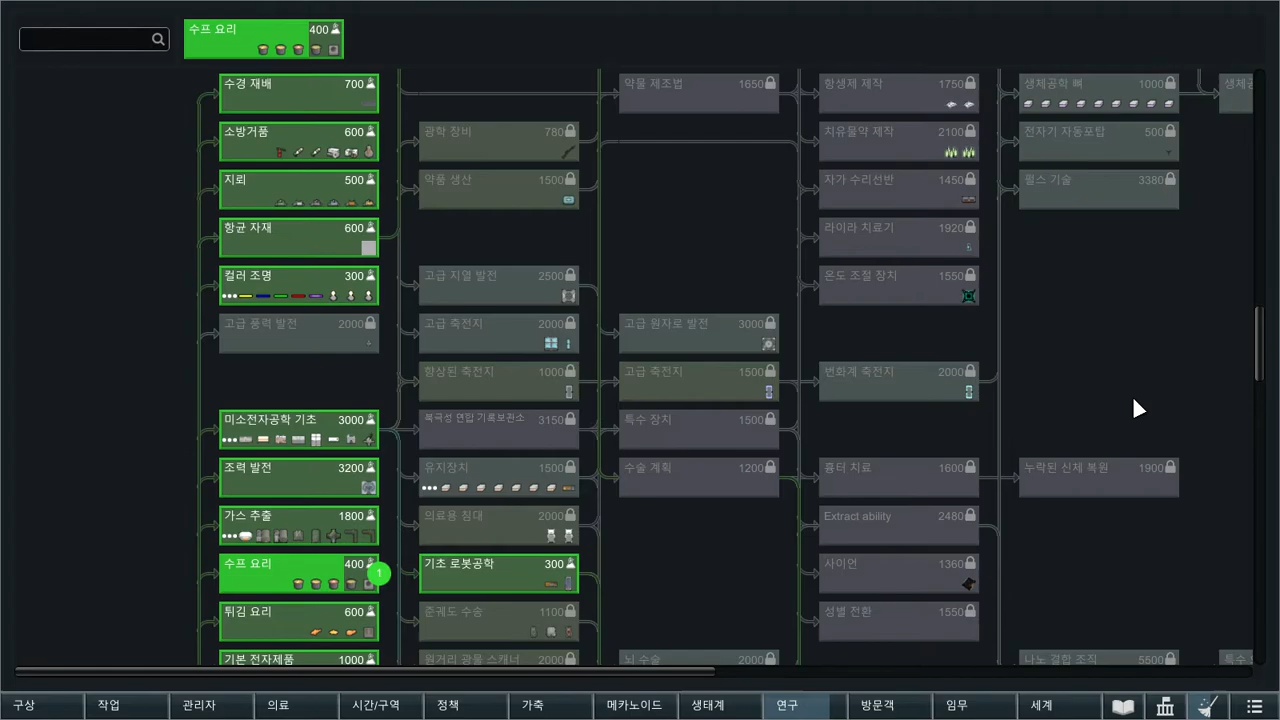 수프 요리 400
수경 재배 700
약물 제조법 1650
항생제 제작 1750
생체공학 뼈 1000
생체공
소방거품 600
광학 장비 780
치유물약 제작 2100
전자기 자동포탑 500
지뢰 500
약품 생산 1500
자가 수리선반 1450
펄스 기술 3380
항균 자재 600
라이라 치료기 1920
컬러 조명 300
고급 지열 발전 2500
온도 조절 장치 1550
고급 풍력 발전 2000
고급 축전지 2000
고급 원자로 발전 3000
향상된 축전지 1000
고급 축전지 1500
변화계 축전지 2000
미소전자공학 기초 3000
북극성 연합 기록보관소 3150
특수 장치 1500
조력 발전 3200
유지장치 1500
수술 계획 1200
흉터 치료 1600
누락된 신체 복원 1900
가스 추출 1800
의료용 침대 2000
Extract ability 2480
수프 요리 400
1
기초 로봇공학 300
사이언 1360
튀김 요리 600
준궤도 수송 1100
성별 전환 1550
기본 전자제품 1000
원거리 광물 스캐너 2000
뇌 수술 2000
나노 결합 조직 5500
특수
구상 작업 관리자 의료 시간/구역 정책 가축 메카노이드 생태계 연구 방문객 임무 세계